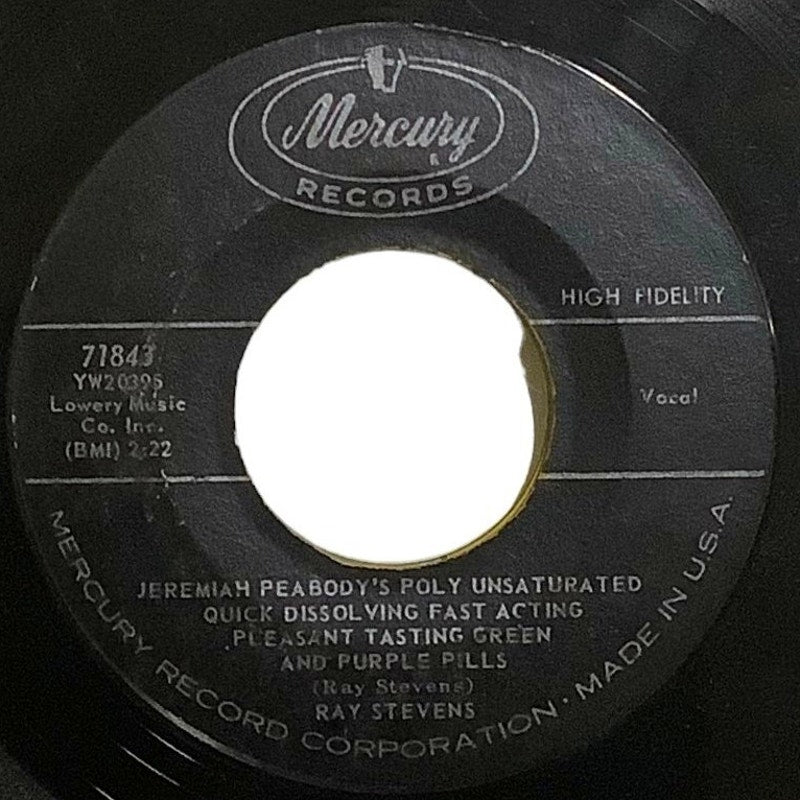 Mercury
RECORDS
HIGH FIDELITY
71843
YW20395
Lowery Music
Co. Inc.
(BMI) 2:22
Vocal
JEREMIAH PEABODY'S POLY UNSATURATED
QUICK DISSOLVING FAST ACTING
PLEASANT TASTING GREEN
AND PURPLE PILLS
(Ray Stevens)
RAY STEVENS
MERCURY RECORD CORPORATION · MADE IN U.S.A.